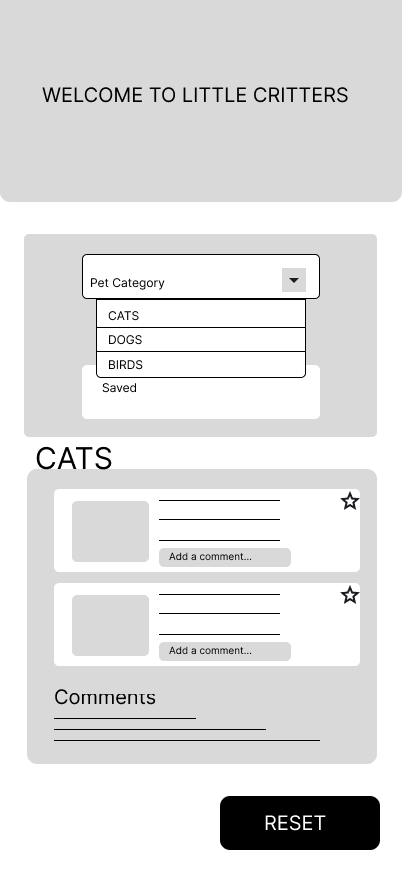 WELCOME TO LITTLE CRITTERS
Pet Category
CATS
DOGS
BIRDS
Saved
CATS
Add a comment...
Add a comment...
Comments
RESET